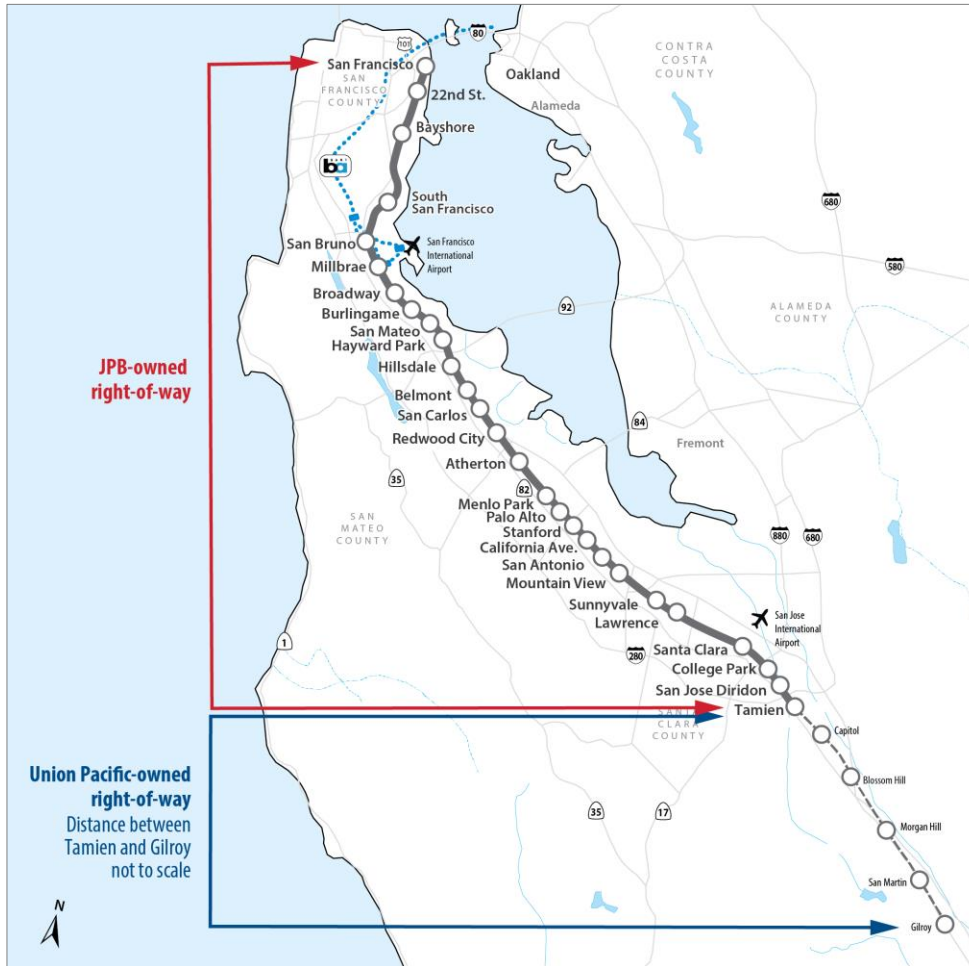 101
80
San Francisco
SAN
FRANCISCO
COUNTY
CONTRA
COSTA
COUNTY
Oakland
22nd St.
Alameda
Bayshore
ba
680
South
San Francisco
San Bruno
San Francisco
International
Airport
Millbrae
580
Broadway
92
ALAMEDA
COUNTY
Burlingame
San Mateo
Hayward Park
JPB-owned
right-of-way
Hillsdale
Belmont
San Carlos
84
Redwood City
Fremont
Atherton
35
82
Menlo Park
SAN
MATEO
COUNTY
Palo Alto
Stanford
880
680
California Ave.
San Antonio
Mountain View
Sunnyvale
Lawrence
San Jose
International
Airport
1
280
Santa Clara
College Park
San Jose Diridon
Tamien
SANTA
CLARA
COUNTY
Capitol
Union Pacific-owned
right-of-way
Distance between
Tamien and Gilroy
not to scale
Blossom Hill
35
17
Morgan Hill
San Martin
N
Gilroy